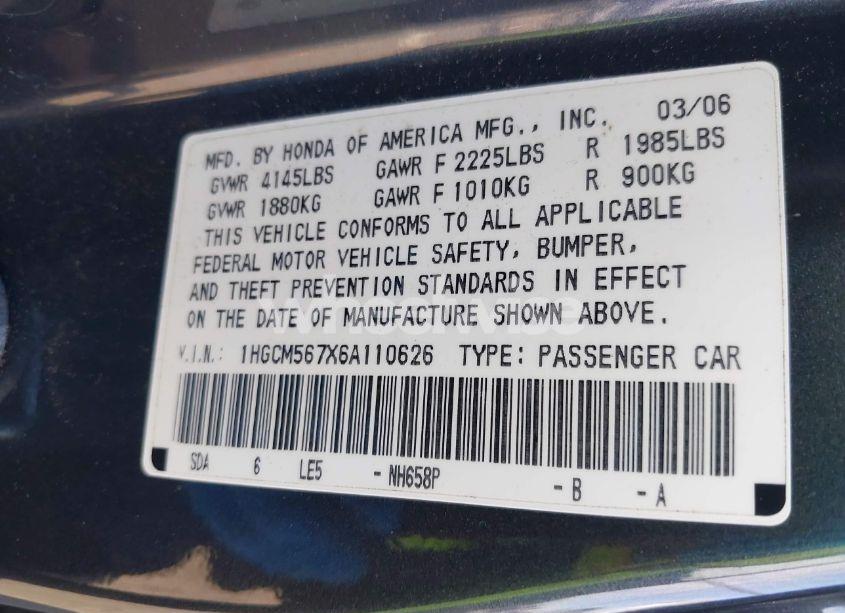 MFD. BY HONDA OF AMERICA MFG., INC. 03/06
GVWR 4145LBS GAWR F 2225LBS R 1985LBS
GVWR 1880KG GAWR F 1010KG R 900KG
THIS VEHICLE CONFORMS TO ALL APPLICABLE
FEDERAL MOTOR VEHICLE SAFETY, BUMPER,
AND THEFT PREVENTION STANDARDS IN EFFECT
ON THE DATE OF MANUFACTURE SHOWN ABOVE.
V.I.N.: 1HGCM567X6A110626 TYPE: PASSENGER CAR
SDA 6 LE5 - NH658P - B - A